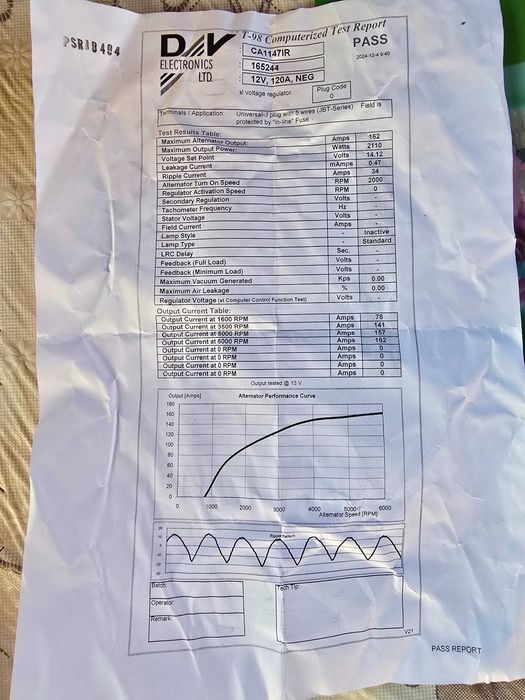 PSRA0484
DV
ELECTRONICS
LTD.
T-98 Computerized Test Report
CA1147IR
PASS
165244
2024-12-4 9:40
12V, 120A, NEG
al voltage regulator.
Plug Code
0
Terminals / Application: Universal-J plug with 5 wires (JBT-Series) Field is
protected by "in-line" Fuse
Test Results Table:
Maximum Alternator Output: Amps 162
Maximum Output Power: Watts 2110
Voltage Set Point Volts 14.12
Leakage Current mAmps 0.47
Ripple Current Amps 34
Alternator Turn On Speed RPM 2000
Regulator Activation Speed RPM 0
Secondary Regulation Volts -
Tachometer Frequency Hz -
Stator Voltage Volts -
Field Current Amps -
Lamp Style - Inactive
Lamp Type - Standard
LRC Delay Sec. -
Feedback (Full Load) Volts -
Feedback (Minimum Load) Volts -
Maximum Vacuum Generated Kps 0.00
Maximum Air Leakage % 0.00
Regulator Voltage (at Computer Control Function Test) Volts -
Output Current Table:
Output Current at 1600 RPM Amps 78
Output Current at 3500 RPM Amps 141
Output Current at 5000 RPM Amps 157
Output Current at 6000 RPM Amps 162
Output Current at 0 RPM Amps 0
Output Current at 0 RPM Amps 0
Output Current at 0 RPM Amps 0
Output Current at 0 RPM Amps 0
Output tested @ 13 V
Output [Amps] Alternator Performance Curve
180
160
140
120
100
80
60
40
20
0
0 1000 2000 3000 4000 5000 6000
Alternator Speed [RPM]
Ripple Pattern
Batch:
Operator:
Remark:
Tech Tip:
V21
PASS REPORT